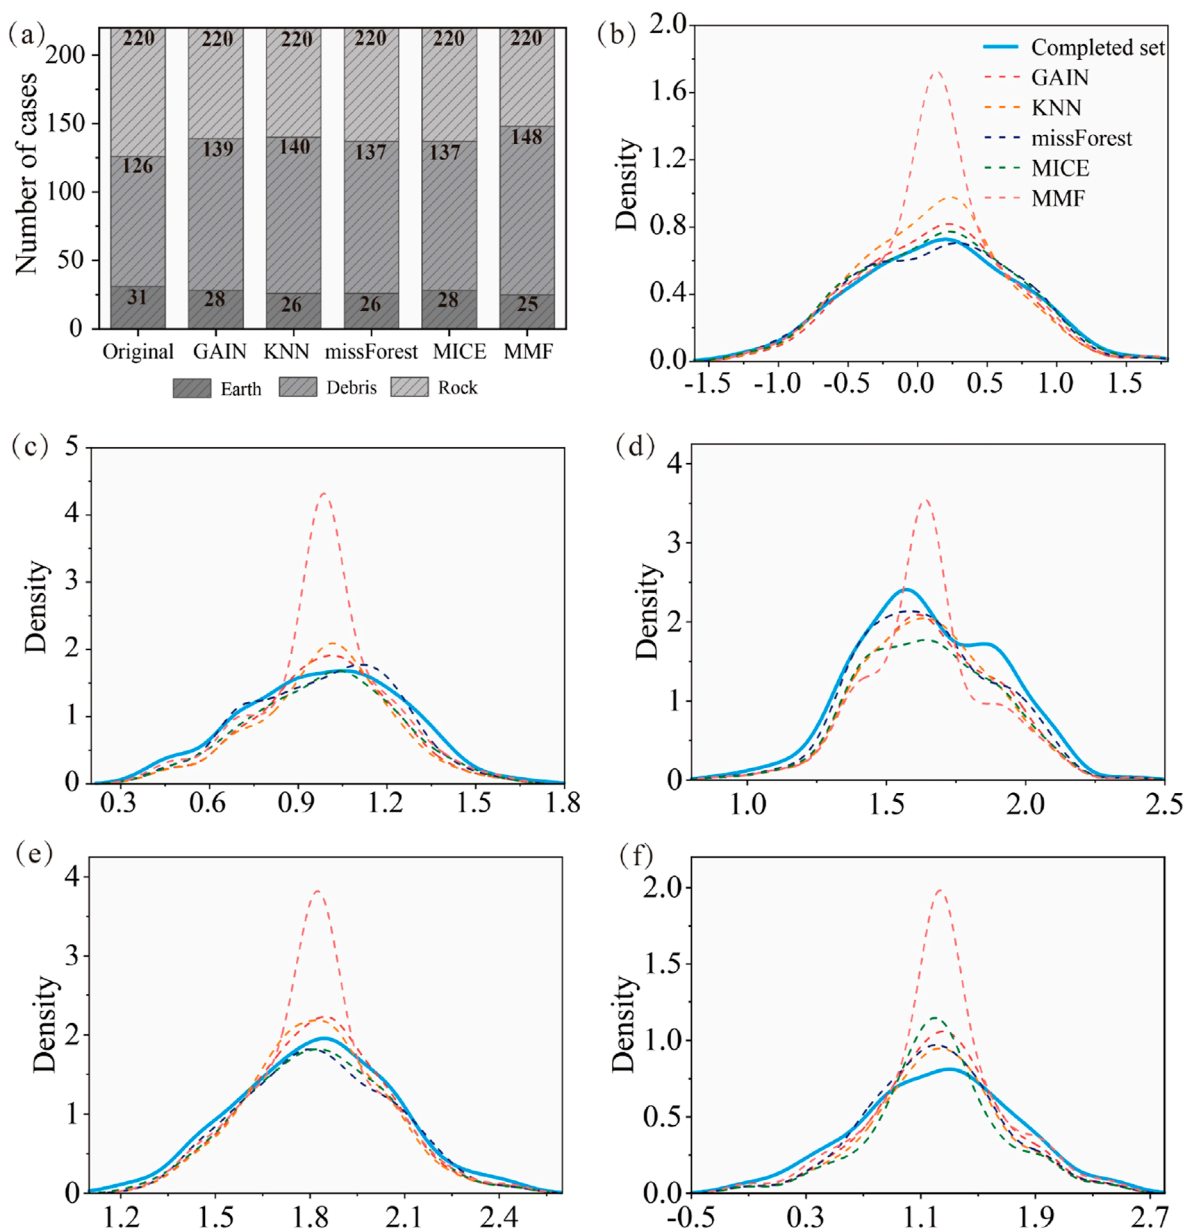 (a)
Number of cases
200
150
100
50
0
220 220 220 220 220 220
126 139 140 137 137 148
31 28 26 26 28 25
Original GAIN KNN missForest MICE MMF
Earth Debris Rock
(b)
Density
2.0
1.6
1.2
0.8
0.4
0.0
Completed set
GAIN
KNN
missForest
MICE
MMF
-1.5 -1.0 -0.5 0.0 0.5 1.0 1.5
(c)
Density
5
4
3
2
1
0
0.3 0.6 0.9 1.2 1.5 1.8
(d)
Density
4
3
2
1
0
1.0 1.5 2.0 2.5
(e)
Density
4
3
2
1
0
1.2 1.5 1.8 2.1 2.4
(f)
Density
2.0
1.5
1.0
0.5
0.0
-0.5 0.3 1.1 1.9 2.7